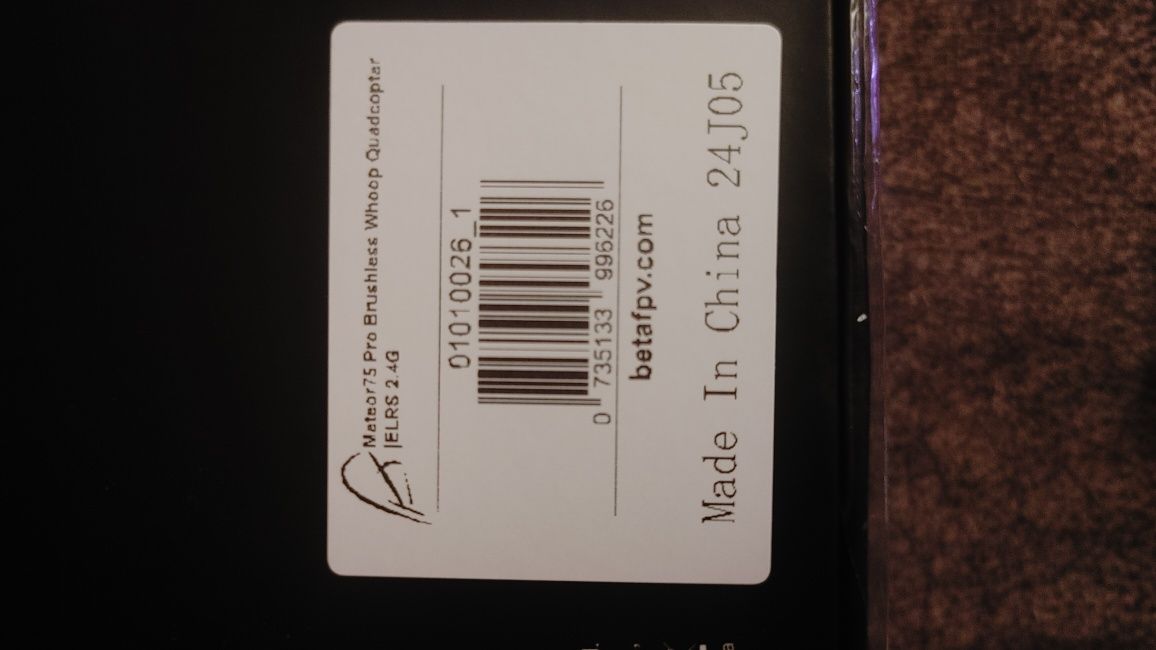 Meteor75 Pro Brushless Whoop Quadcopter
|ELRS 2.4G
01010026_1
0 735133 996226
betafpv.com
Made In China 24J05